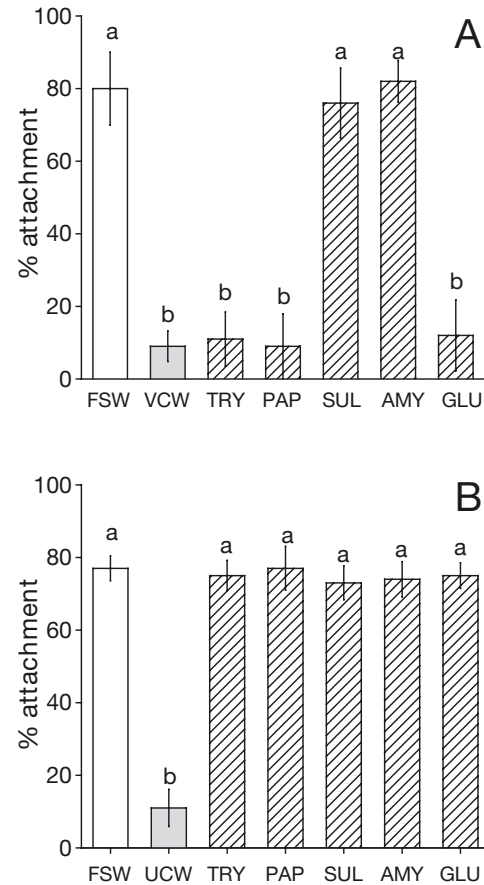 A
100
80
60
40
20
0
% attachment
a b b b a a b
FSW VCW TRY PAP SUL AMY GLU
B
100
80
60
40
20
0
% attachment
a b a a a a a
FSW UCW TRY PAP SUL AMY GLU